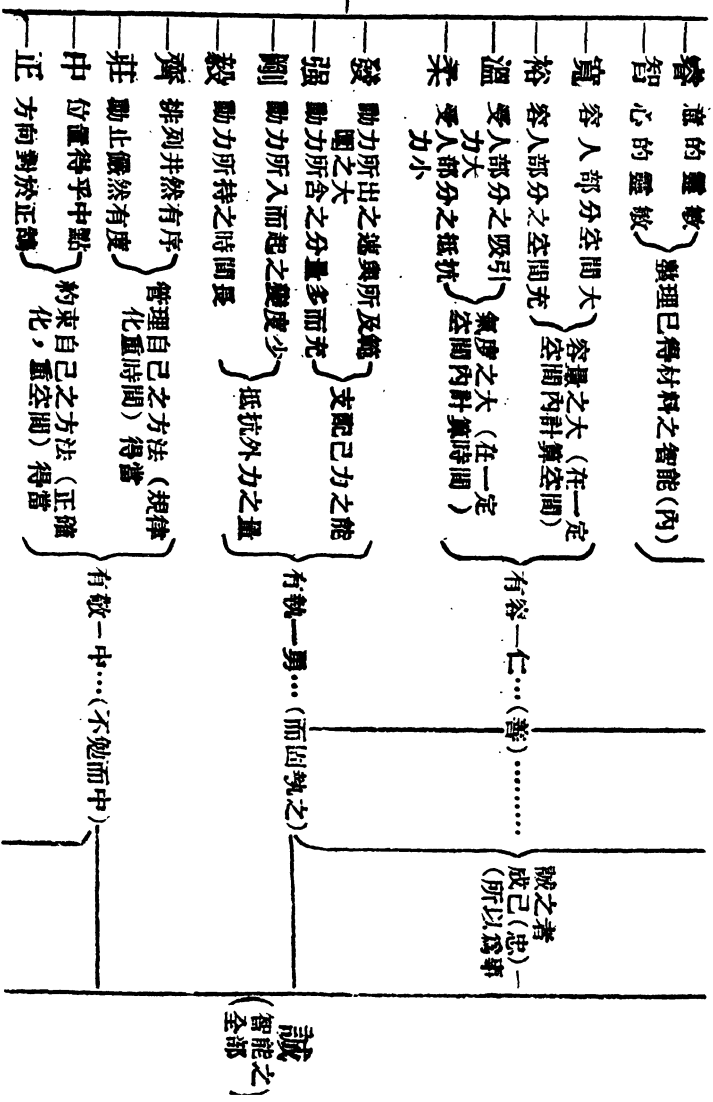 睿 意的靈敏
智 心的靈敏
整理已得材料之智能(內)
寬 容人部分空間大
裕 容人部分之空間充
容量之大(在一定
空間內計算空間)
溫 受人部分之吸引
力大
柔 受人部分之抵抗
力小
氣度之大(在一定
空間內計算時間)
有容—仁…(善)………
發 動力所出之速與所及範
圍之大
强 動力所含之分量多而充
支配己力之能
剛 動力所入而起之變度少
毅 動力所持之時間長
抵抗外力之量
有執—勇…(而固執之)
齊 排列井然有序
莊 動止儼然有度
管理自己之方法(規律
化重時間)得當
中 位置得乎中點
正 方向對於正鵠
約束自己之方法(正確
化,重空間)得當
有敬—中…(不勉而中)
誠之者
成己(忠)—
(所以為畢
誠
(智能之
全部)